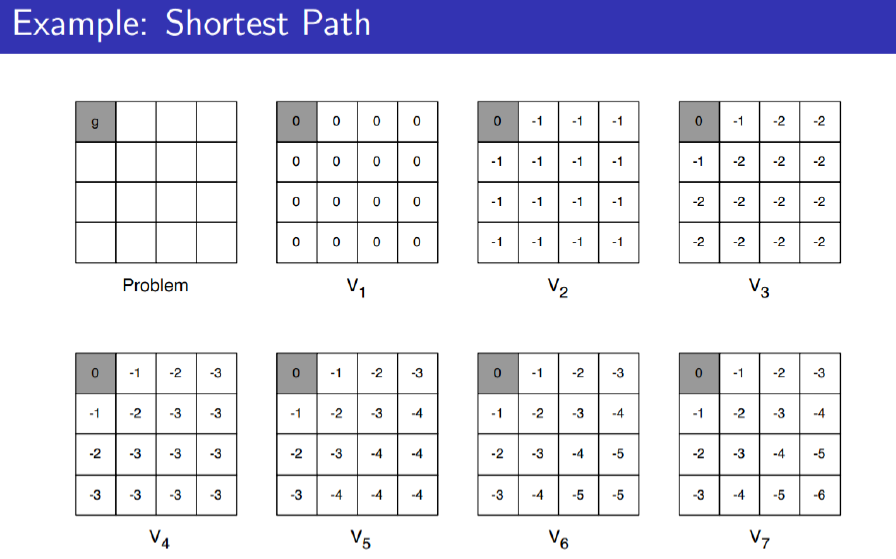 Example: Shortest Path
g
0 0 0 0
0 0 0 0
0 0 0 0
0 0 0 0
0 -1 -1 -1
-1 -1 -1 -1
-1 -1 -1 -1
-1 -1 -1 -1
0 -1 -2 -2
-1 -2 -2 -2
-2 -2 -2 -2
-2 -2 -2 -2
Problem
V1
V2
V3
0 -1 -2 -3
-1 -2 -3 -3
-2 -3 -3 -3
-3 -3 -3 -3
0 -1 -2 -3
-1 -2 -3 -4
-2 -3 -4 -4
-3 -4 -4 -4
0 -1 -2 -3
-1 -2 -3 -4
-2 -3 -4 -5
-3 -4 -5 -5
0 -1 -2 -3
-1 -2 -3 -4
-2 -3 -4 -5
-3 -4 -5 -6
V4
V5
V6
V7